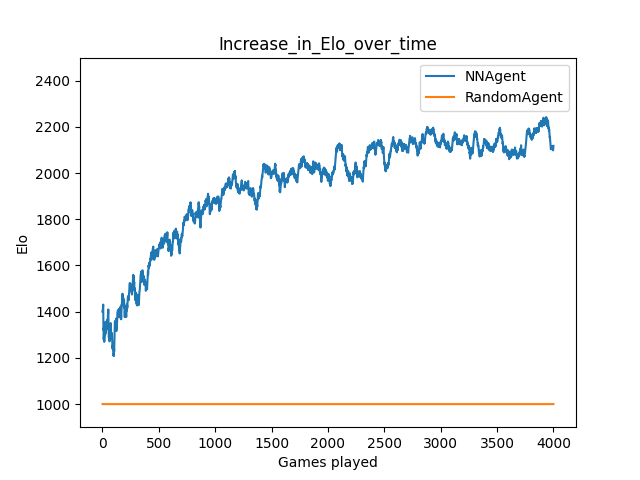 Increase_in_Elo_over_time
NNAgent
RandomAgent
2400
2200
2000
1800
1600
1400
1200
1000
Elo
0 500 1000 1500 2000 2500 3000 3500 4000
Games played